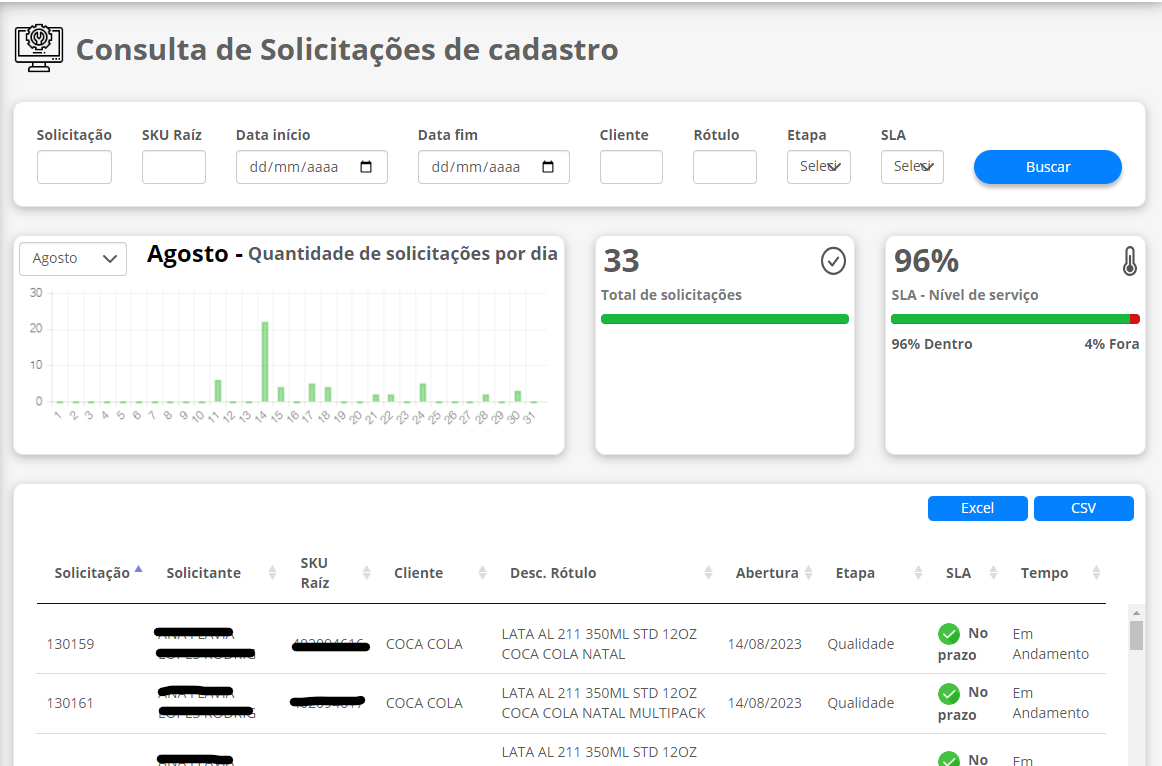 Consulta de Solicitações de cadastro
Solicitação SKU Raíz Data início Data fim Cliente Rótulo Etapa SLA
dd/mm/aaaa dd/mm/aaaa Buscar
Agosto Agosto - Quantidade de solicitações por dia
30
20
10
0
1 2 3 4 5 6 7 8 9 10 11 12 13 14 15 16 17 18 19 20 21 22 23 24 25 26 27 28 29 30 31
33
Total de solicitações
96%
SLA - Nível de serviço
96% Dentro 4% Fora
Excel CSV
Solicitação Solicitante SKU Raíz Cliente Desc. Rótulo Abertura Etapa SLA Tempo
130159 COCA COLA LATA AL 211 350ML STD 12OZ 14/08/2023 Qualidade No Em
COCA COLA NATAL prazo Andamento
130161 COCA COLA LATA AL 211 350ML STD 12OZ 14/08/2023 Qualidade No Em
COCA COLA NATAL MULTIPACK prazo Andamento
LATA AL 211 350ML STD 12OZ No Em